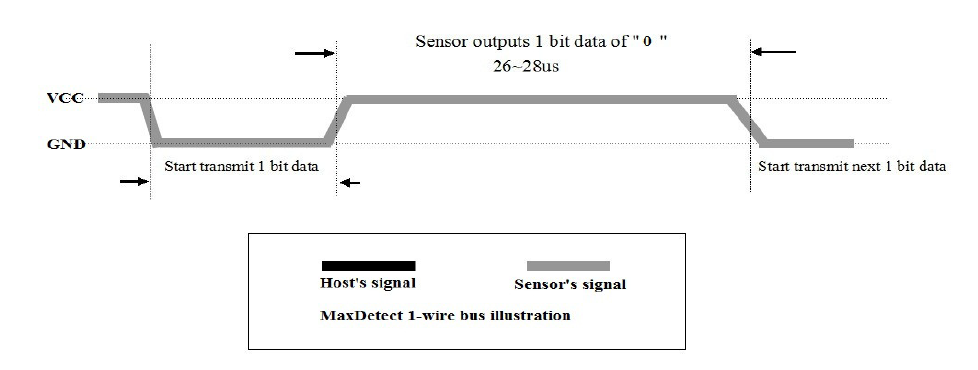 Sensor outputs 1 bit data of " 0 "
26~28us
VCC
GND
Start transmit 1 bit data
Start transmit next 1 bit data
Host's signal
Sensor's signal
MaxDetect 1-wire bus illustration